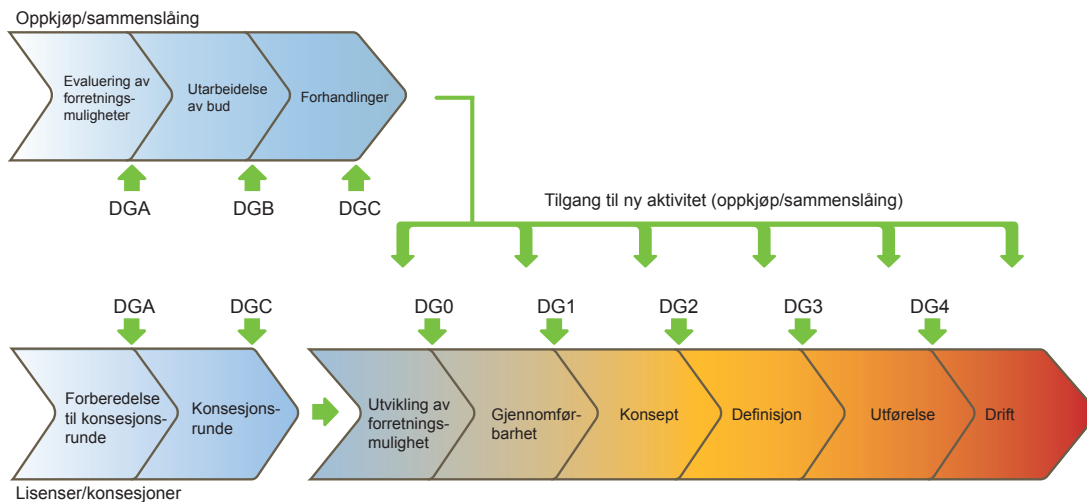 Oppkjøp/sammenslåing
Evaluering av
forretnings-
muligheter
Utarbeidelse
av bud
Forhandlinger
DGA
DGB
DGC
Tilgang til ny aktivitet (oppkjøp/sammenslåing)
DGA
DGC
DG0
DG1
DG2
DG3
DG4
Forberedelse
til konsesjons-
runde
Konsesjons-
runde
Utvikling av
forretnings-
mulighet
Gjennomfør-
barhet
Konsept
Definisjon
Utførelse
Drift
Lisenser/konsesjoner